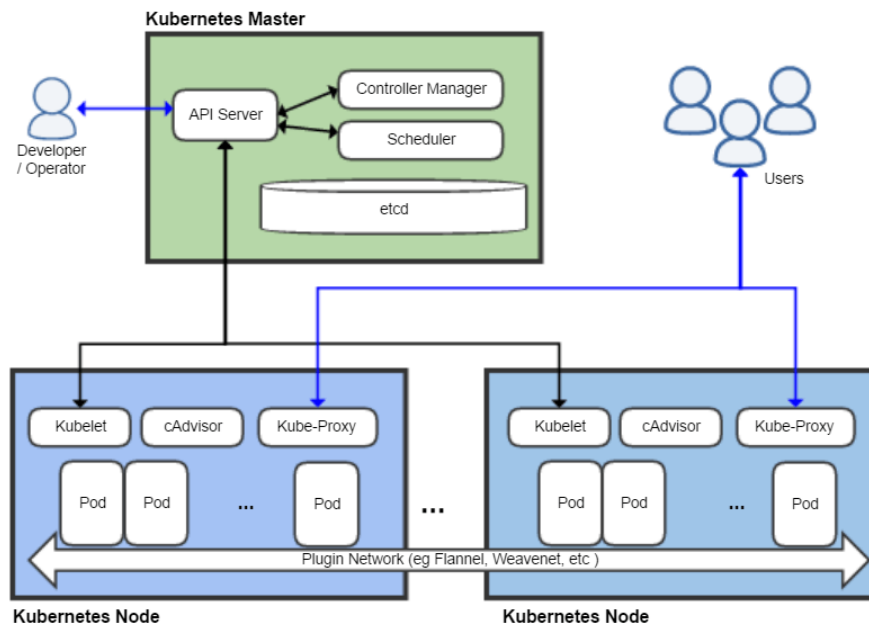 Kubernetes Master
API Server
Controller Manager
Scheduler
etcd
Developer
/ Operator
Users
Kubelet
cAdvisor
Kube-Proxy
Pod
Pod
...
Pod
...
Kubelet
cAdvisor
Kube-Proxy
Pod
Pod
...
Pod
Plugin Network (eg Flannel, Weavenet, etc )
Kubernetes Node
Kubernetes Node